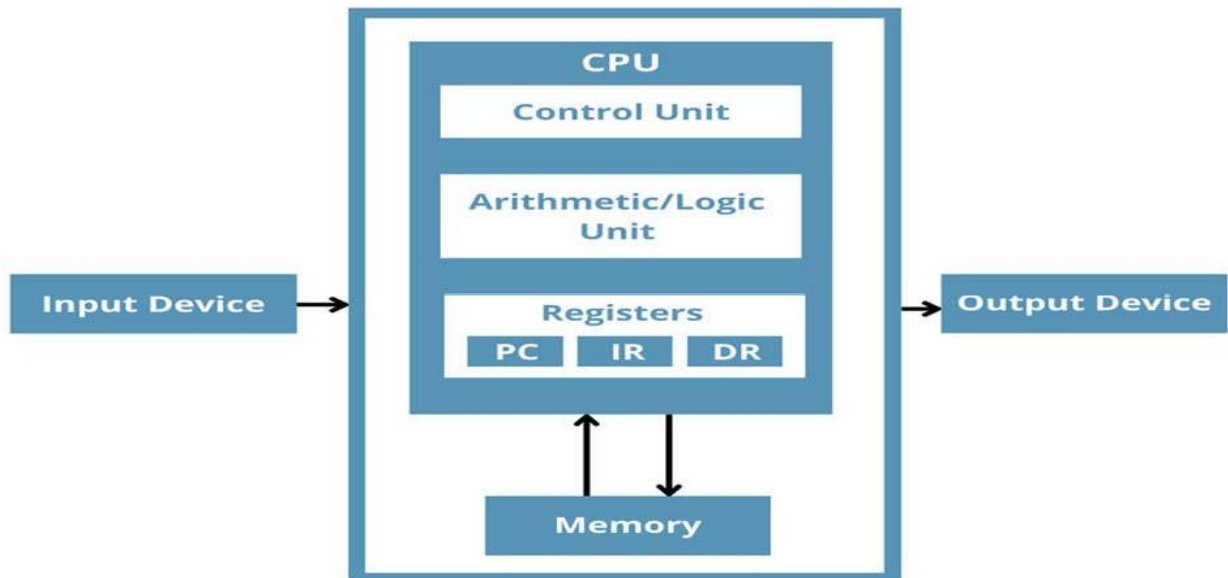 CPU
Control Unit
Arithmetic/Logic
Unit
Input Device
Output Device
Registers
PC IR DR
Memory